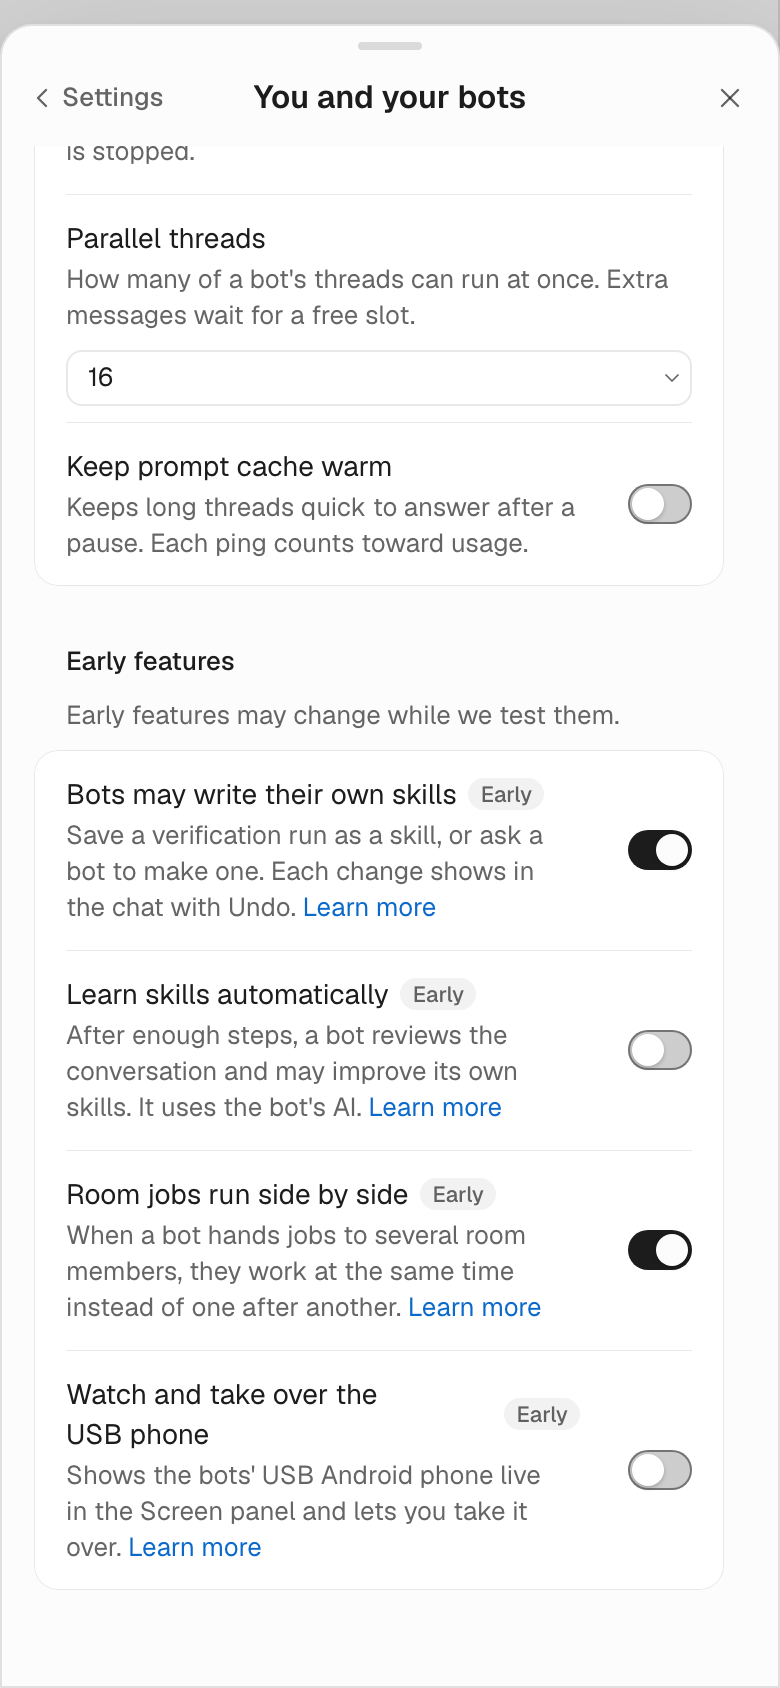 Settings
You and your bots
is stopped.
Parallel threads
How many of a bot's threads can run at once. Extra
messages wait for a free slot.
16
Keep prompt cache warm
Keeps long threads quick to answer after a
pause. Each ping counts toward usage.
Early features
Early features may change while we test them.
Bots may write their own skills Early
Save a verification run as a skill, or ask a
bot to make one. Each change shows in
the chat with Undo. Learn more
Learn skills automatically Early
After enough steps, a bot reviews the
conversation and may improve its own
skills. It uses the bot's AI. Learn more
Room jobs run side by side Early
When a bot hands jobs to several room
members, they work at the same time
instead of one after another. Learn more
Watch and take over the
USB phone
Early
Shows the bots' USB Android phone live
in the Screen panel and lets you take it
over. Learn more